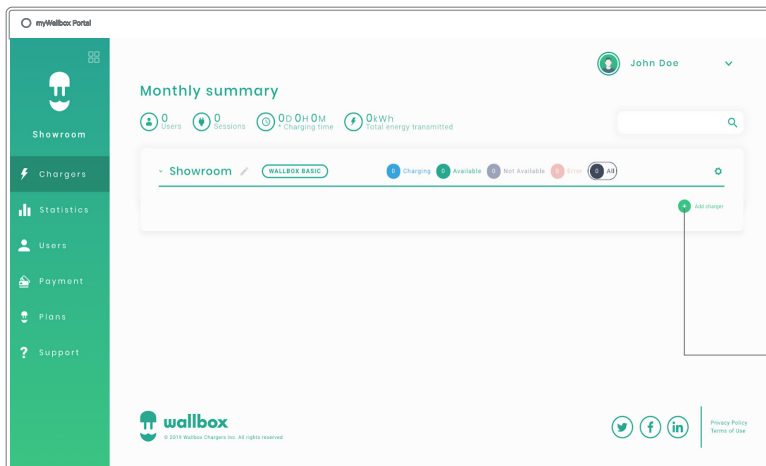 myWallbox Portal
John Doe
Monthly summary
0 Users
0 Sessions
0D 0H 0M
* Charging time
0kWh
Total energy transmitted
Showroom
Chargers
Statistics
Users
Payment
Plans
Support
Showroom
WALLBOX BASIC
0 Charging
0 Available
0 Not Available
0 Error
0 All
+ Add charger
wallbox
© 2019 Wallbox Chargers Inc. All rights reserved
Privacy Policy
Terms of Use